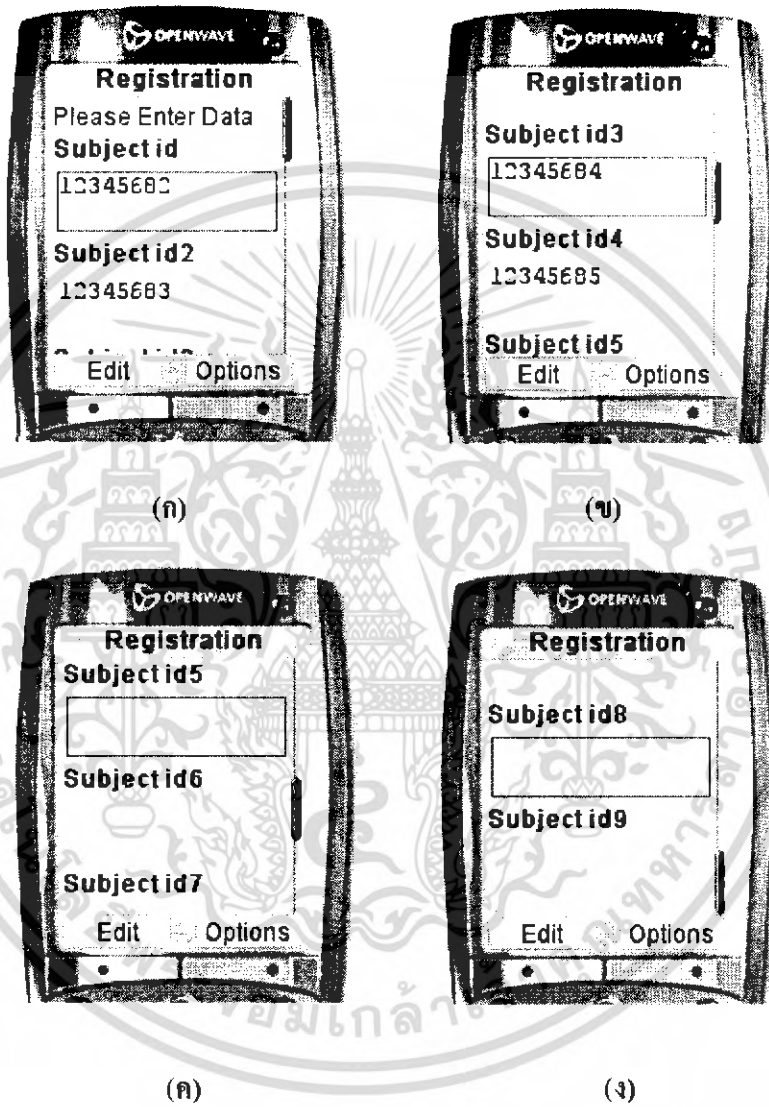 OPENWAVE
Registration
Please Enter Data
Subject id
12345682
Subject id2
12345683
Edit Options
(ก)
OPENWAVE
Registration
Subject id3
12345684
Subject id4
12345685
Subject id5
Edit Options
(ข)
OPENWAVE
Registration
Subject id5
Subject id6
Subject id7
Edit Options
(ค)
OPENWAVE
Registration
Subject id8
Subject id9
Edit Options
(ง)